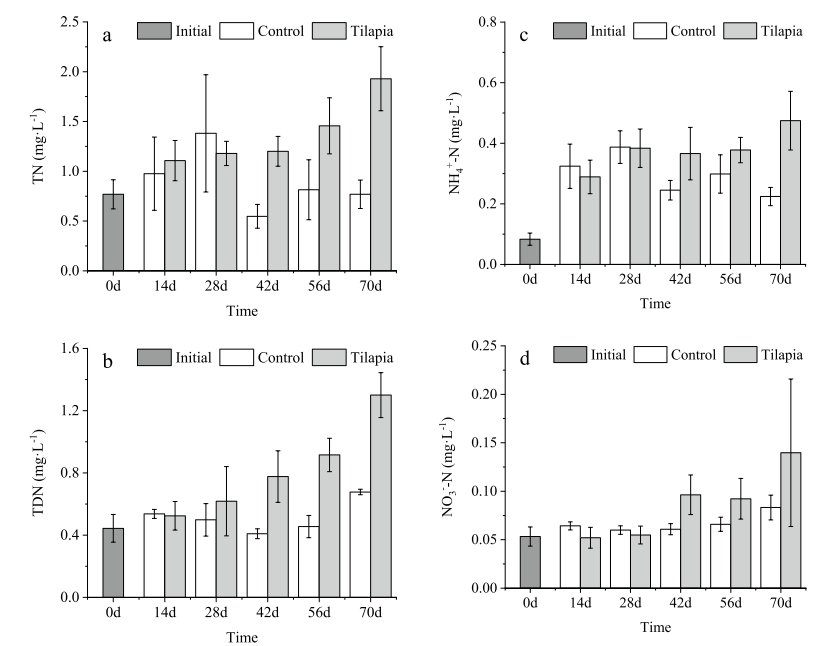 a
Initial Control Tilapia
TN (mg·L⁻¹)
2.5
2.0
1.5
1.0
0.5
0.0
0d 14d 28d 42d 56d 70d
Time
c
Initial Control Tilapia
NH₄⁺-N (mg·L⁻¹)
0.8
0.6
0.4
0.2
0.0
0d 14d 28d 42d 56d 70d
Time
b
Initial Control Tilapia
TDN (mg·L⁻¹)
1.6
1.2
0.8
0.4
0.0
0d 14d 28d 42d 56d 70d
Time
d
Initial Control Tilapia
NO₃⁻-N (mg·L⁻¹)
0.25
0.20
0.15
0.10
0.05
0.00
0d 14d 28d 42d 56d 70d
Time